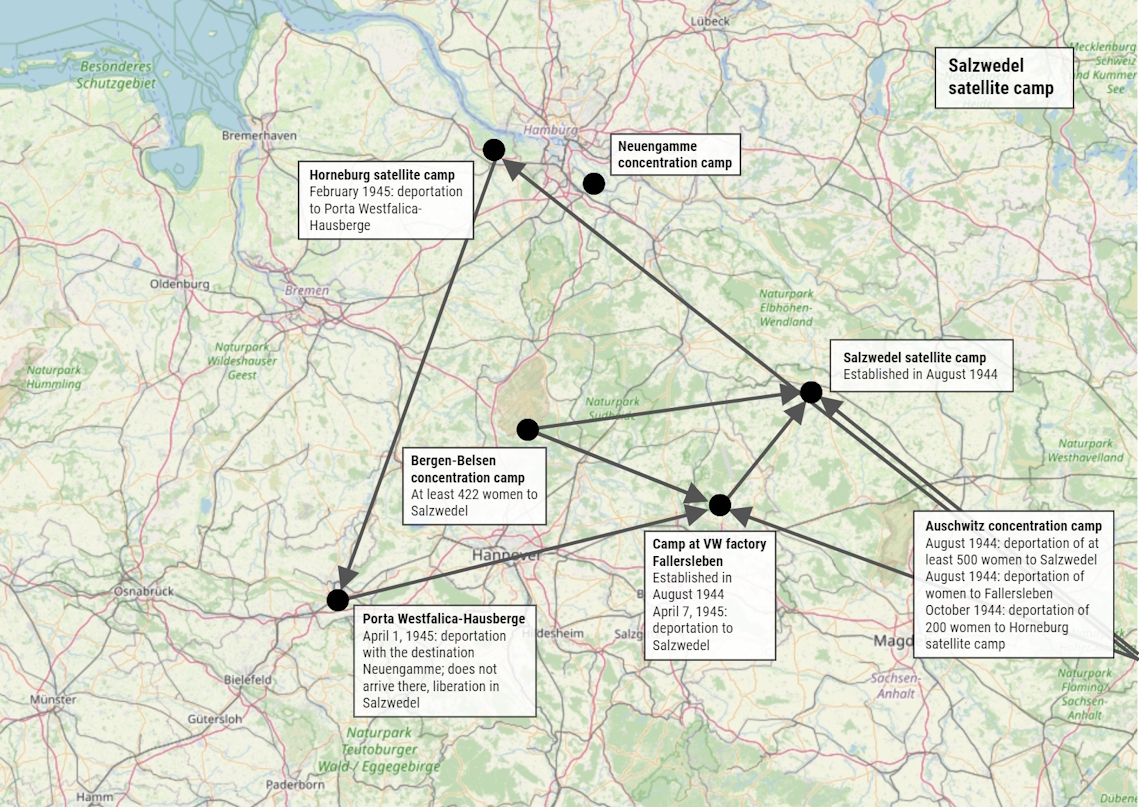 Lübeck
Mecklenburg
Schweiz
nd Kummer
See
Salzwedel
satellite camp
Besonderes
Schutzgebiet
Bremerhaven
Hamburg
Neuengamme
concentration camp
Horneburg satellite camp
February 1945: deportation
to Porta Westfalica-
Hausberge
Oldenburg
Bremen
Naturpark
Elbhöhen-
Wendland
Naturpark
Wildeshauser
Geest
Naturpark
Hümmling
Salzwedel satellite camp
Established in August 1944
Naturpark
Naturpark
Westhavelland
Bergen-Belsen
concentration camp
At least 422 women to
Salzwedel
Auschwitz concentration camp
August 1944: deportation of at
least 500 women to Salzwedel
August 1944: deportation of
women to Fallersleben
October 1944: deportation of
200 women to Horneburg
satellite camp
Camp at VW factory
Fallersleben
Established in
August 1944
April 7, 1945:
deportation to
Salzwedel
Hannover
Osnabrück
Porta Westfalica-Hausberge
April 1, 1945: deportation
with the destination
Neuengamme; does not
arrive there, liberation in
Salzwedel
Hildesheim
Salzg
Magd
Sachsen-
Anhalt
Naturpark
Fläming/
Sachsen-
Anhalt
Bielefeld
Münster
Gütersloh
Naturpark
Teutoburger
Wald / Eggegebirge
Paderborn
Hamm
Düben